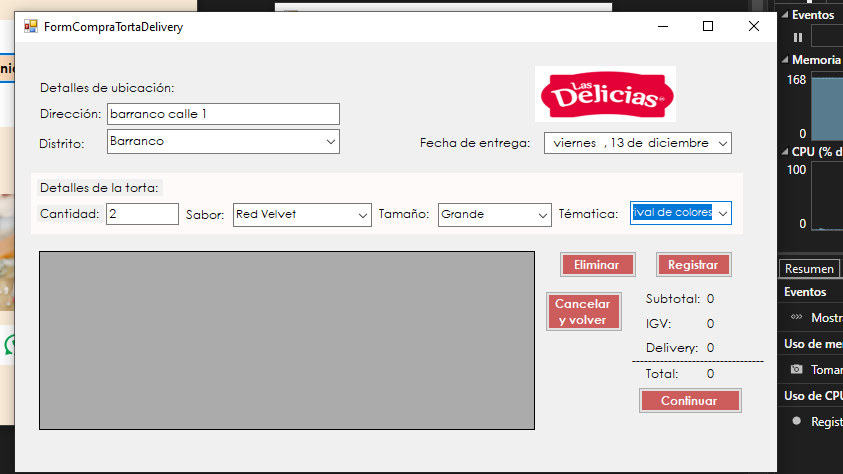 FormCompraTortaDelivery
Detalles de ubicación:
Dirección: barranco calle 1
Distrito: Barranco
Las Delicias
Fecha de entrega: viernes , 13 de diciembre
Detalles de la torta:
Cantidad: 2 Sabor: Red Velvet Tamaño: Grande Tématica: ival de colores
Eliminar Registrar
Cancelar y volver
Subtotal: 0
IGV: 0
Delivery: 0
Total: 0
Continuar
Eventos
Memoria
168
0
CPU (% d
100
0
Resumen
Eventos
Mostr
Uso de me
Tomar
Uso de CPU
Regist